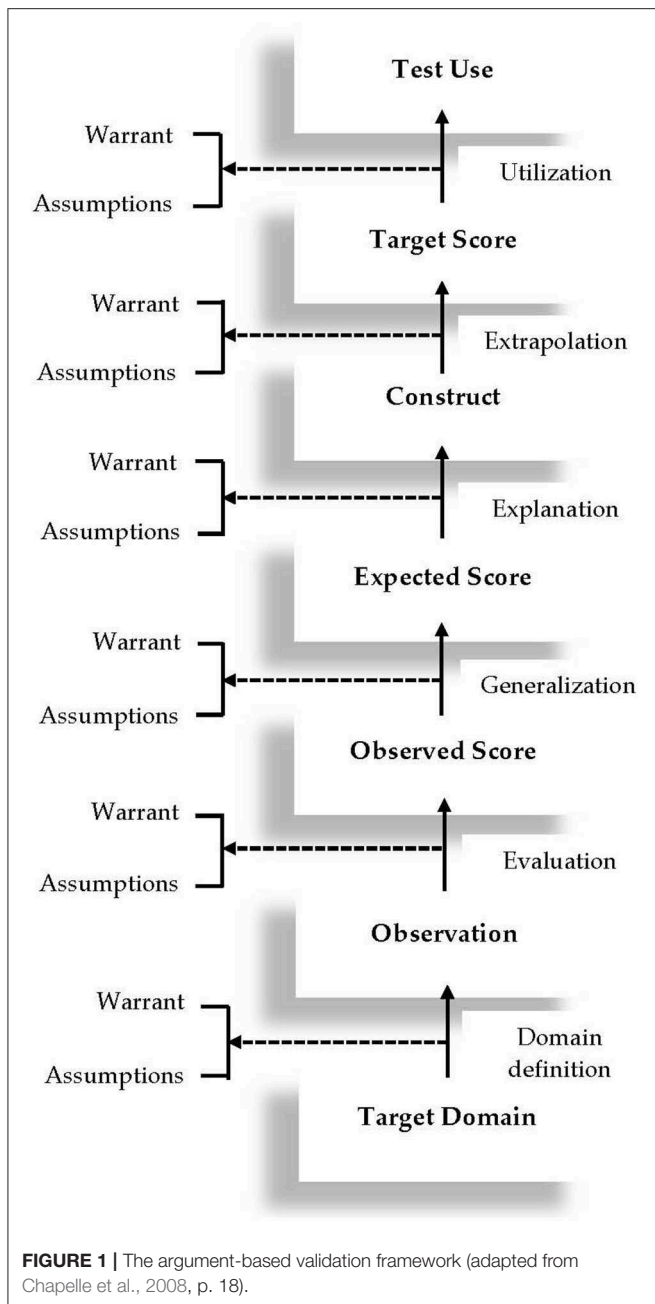 Test Use
Warrant
Utilization
Assumptions
Target Score
Warrant
Extrapolation
Assumptions
Construct
Warrant
Explanation
Assumptions
Expected Score
Warrant
Generalization
Assumptions
Observed Score
Warrant
Evaluation
Assumptions
Observation
Warrant
Domain
definition
Assumptions
Target Domain
FIGURE 1 | The argument-based validation framework (adapted from
Chapelle et al., 2008, p. 18).